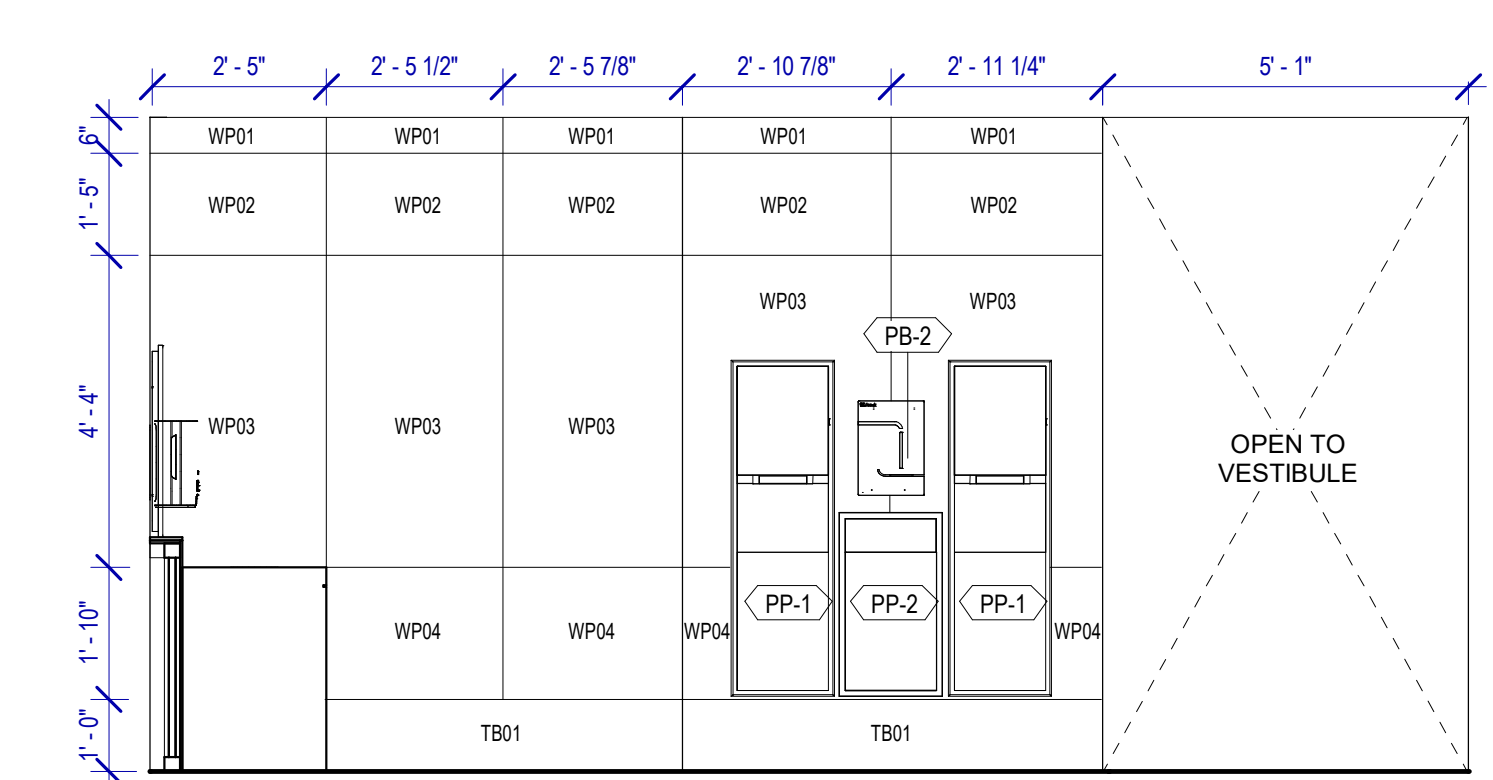 2' - 5" 2' - 5 1/2" 2' - 5 7/8" 2' - 10 7/8" 2' - 11 1/4" 5' - 1"
6" WP01 WP01 WP01 WP01 WP01
1' - 5" WP02 WP02 WP02 WP02 WP02
WP03 WP03
PB-2
4' - 4" WP03 WP03 WP03
OPEN TO
VESTIBULE
PP-1 PP-2 PP-1
1' - 10" WP04 WP04 WP04 WP04
1' - 0" TB01 TB01